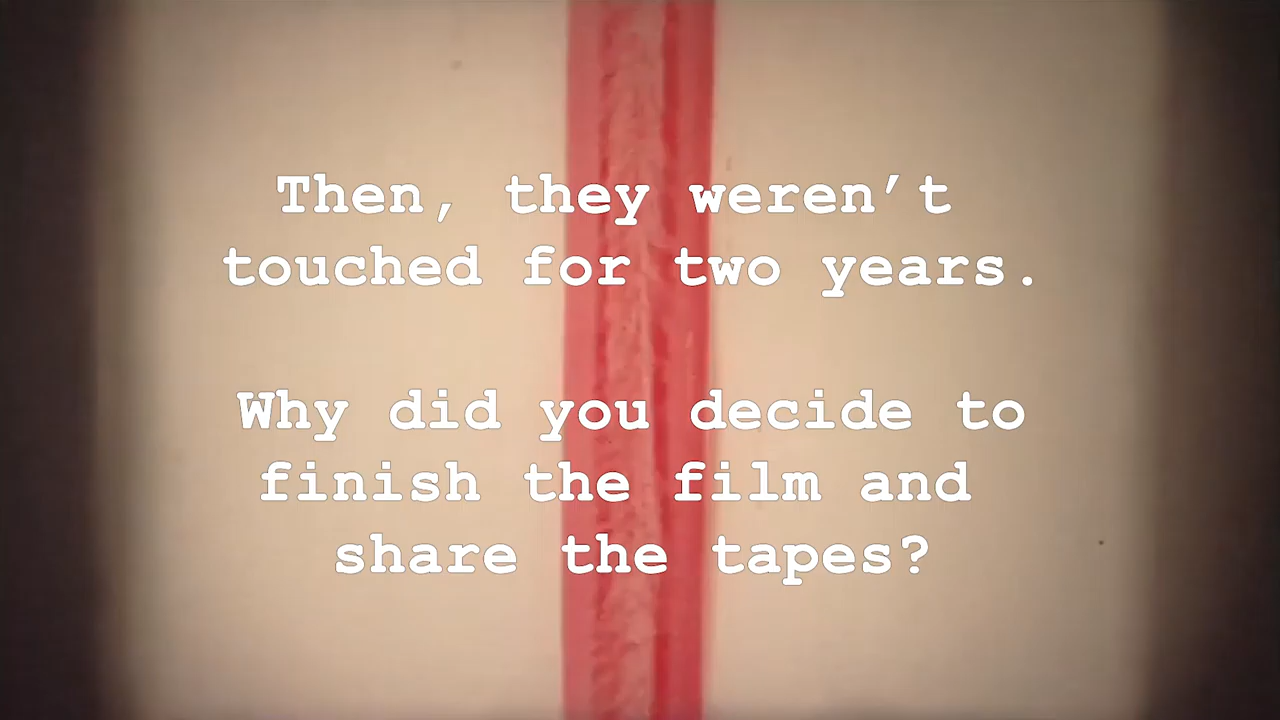 Then, they weren’t
touched for two years.
Why did you decide to
finish the film and
share the tapes?